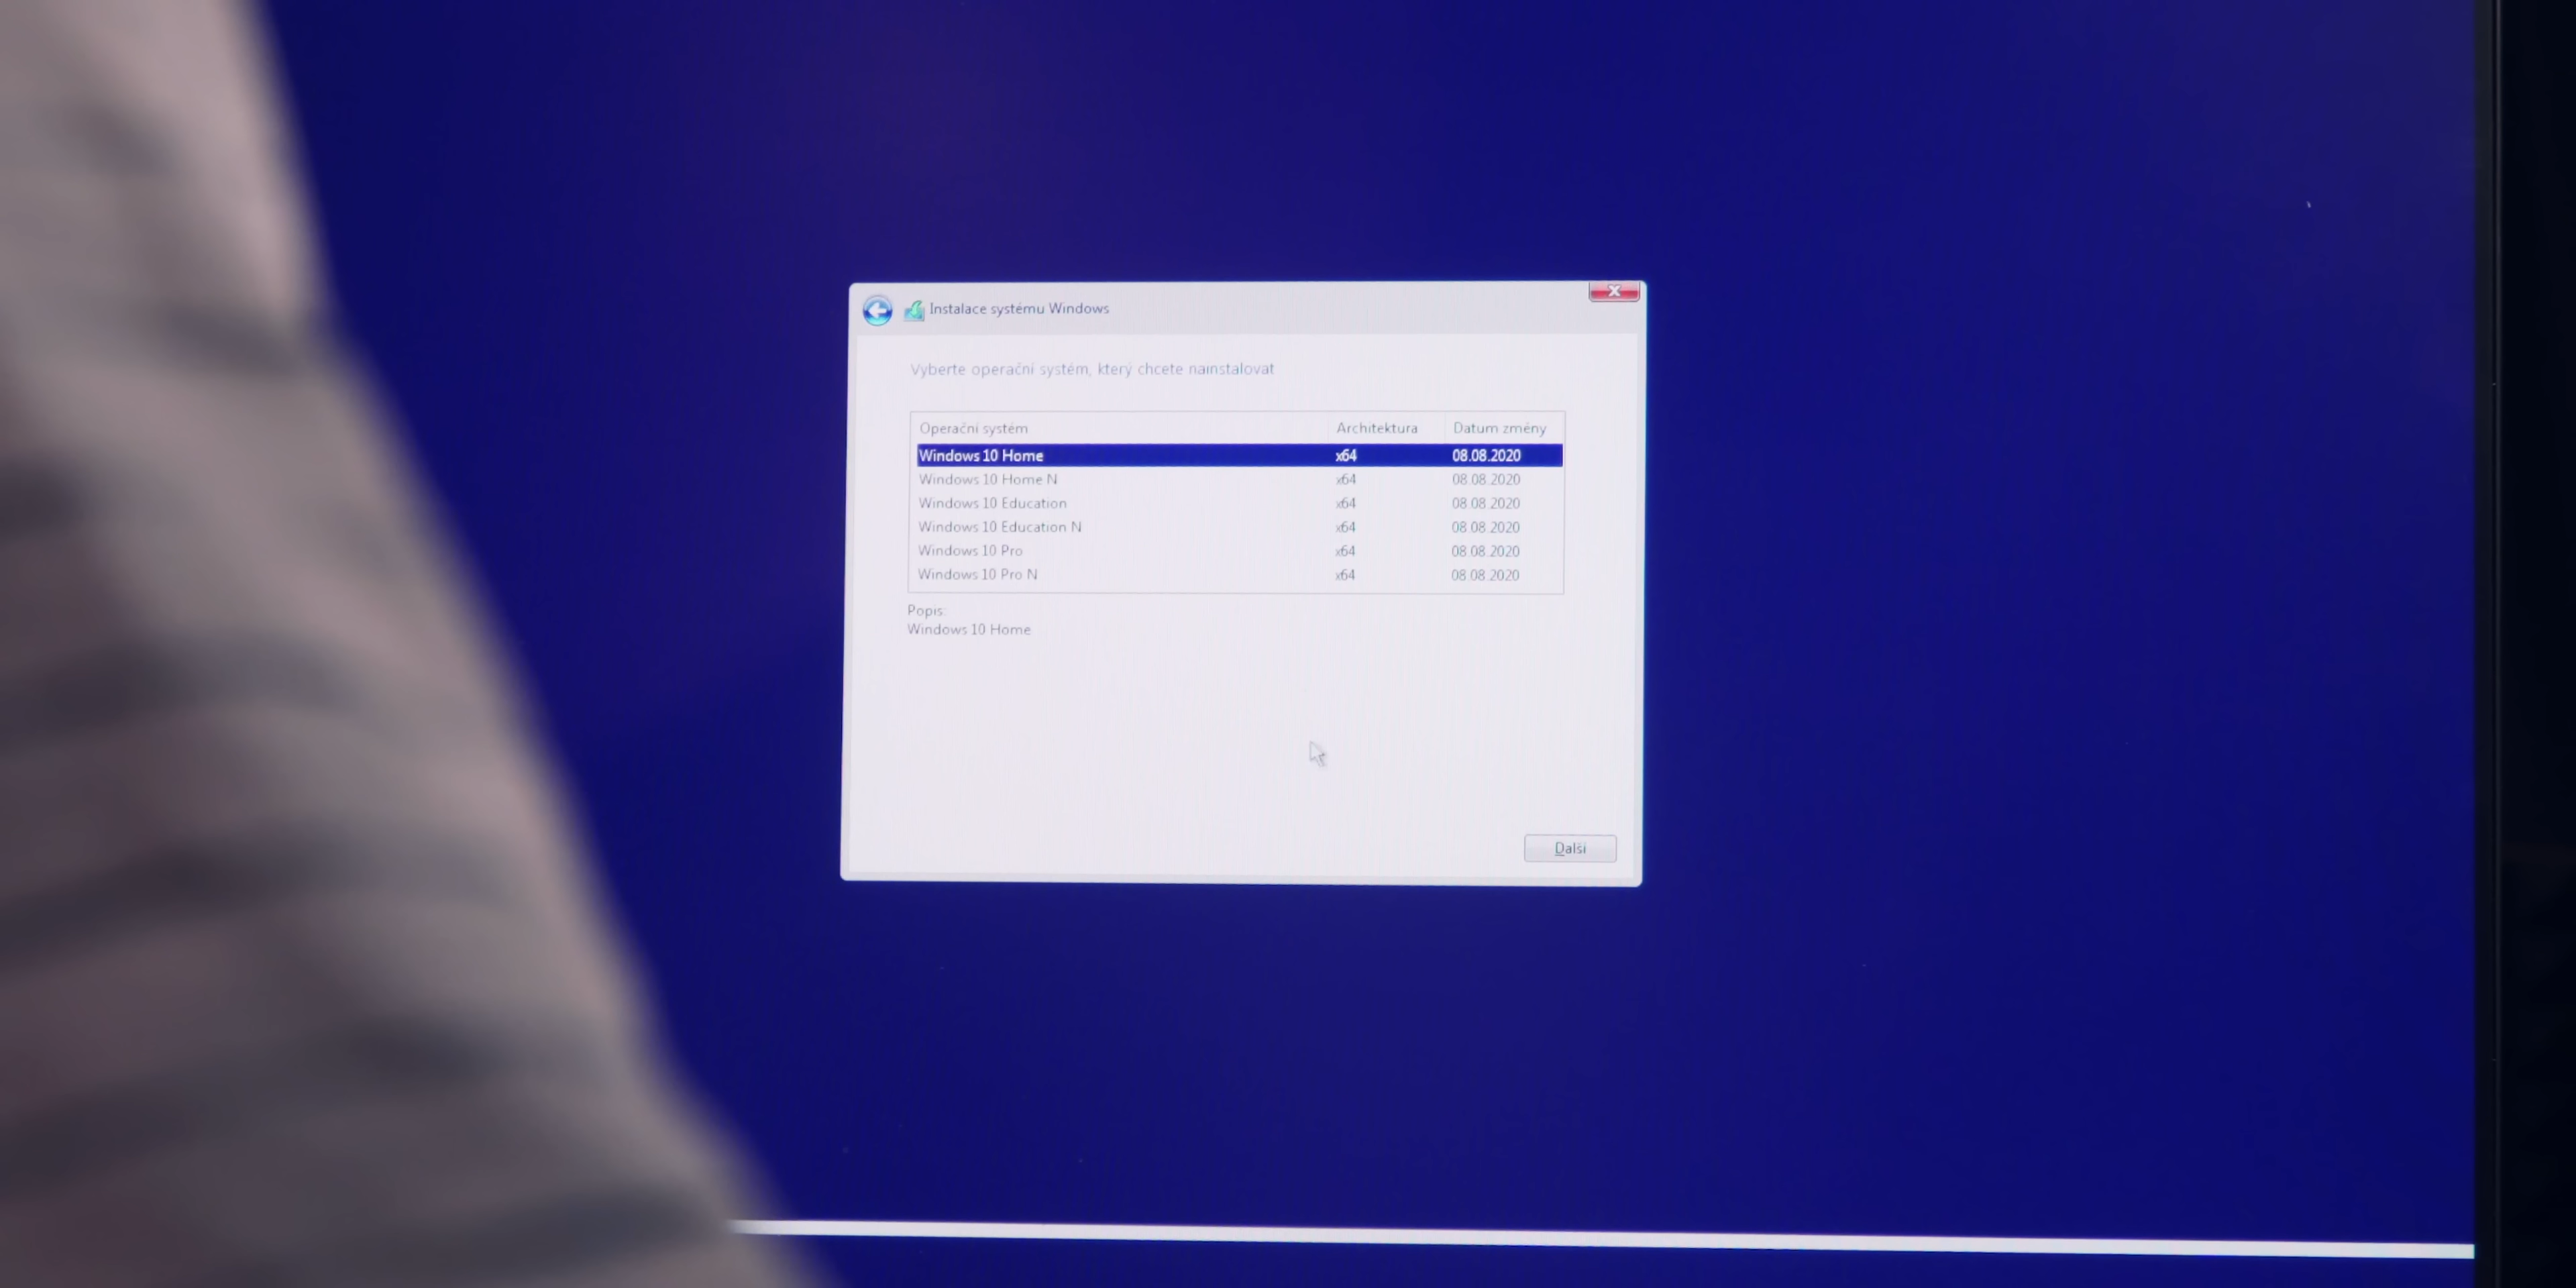 Instalace systému Windows
Vyberte operační systém, který chcete nainstalovat
Operační systém Architektura Datum změny
Windows 10 Home x64 08.08.2020
Windows 10 Home N x64 08.08.2020
Windows 10 Education x64 08.08.2020
Windows 10 Education N x64 08.08.2020
Windows 10 Pro x64 08.08.2020
Windows 10 Pro N x64 08.08.2020
Popis:
Windows 10 Home
Další